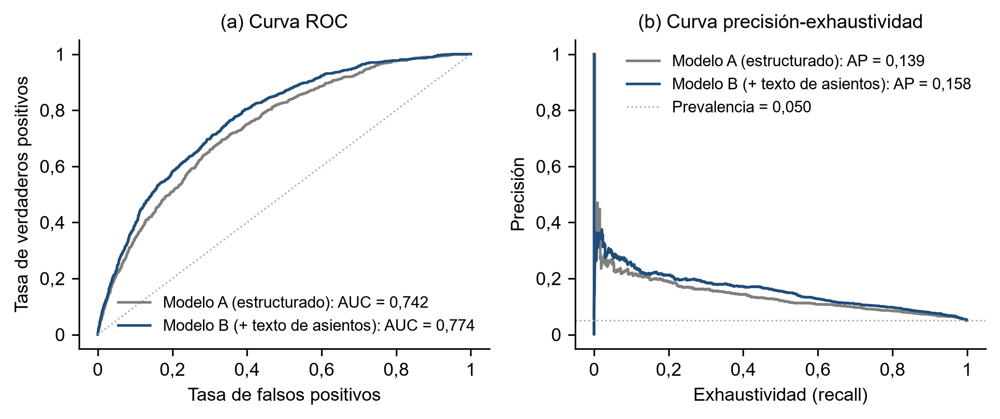 (a) Curva ROC
Tasa de verdaderos positivos
1
0,8
0,6
0,4
0,2
0
Modelo A (estructurado): AUC = 0,742
Modelo B (+ texto de asientos): AUC = 0,774
0 0,2 0,4 0,6 0,8 1
Tasa de falsos positivos
(b) Curva precisión-exhaustividad
Precisión
1
0,8
0,6
0,4
0,2
0
Modelo A (estructurado): AP = 0,139
Modelo B (+ texto de asientos): AP = 0,158
Prevalencia = 0,050
0 0,2 0,4 0,6 0,8 1
Exhaustividad (recall)